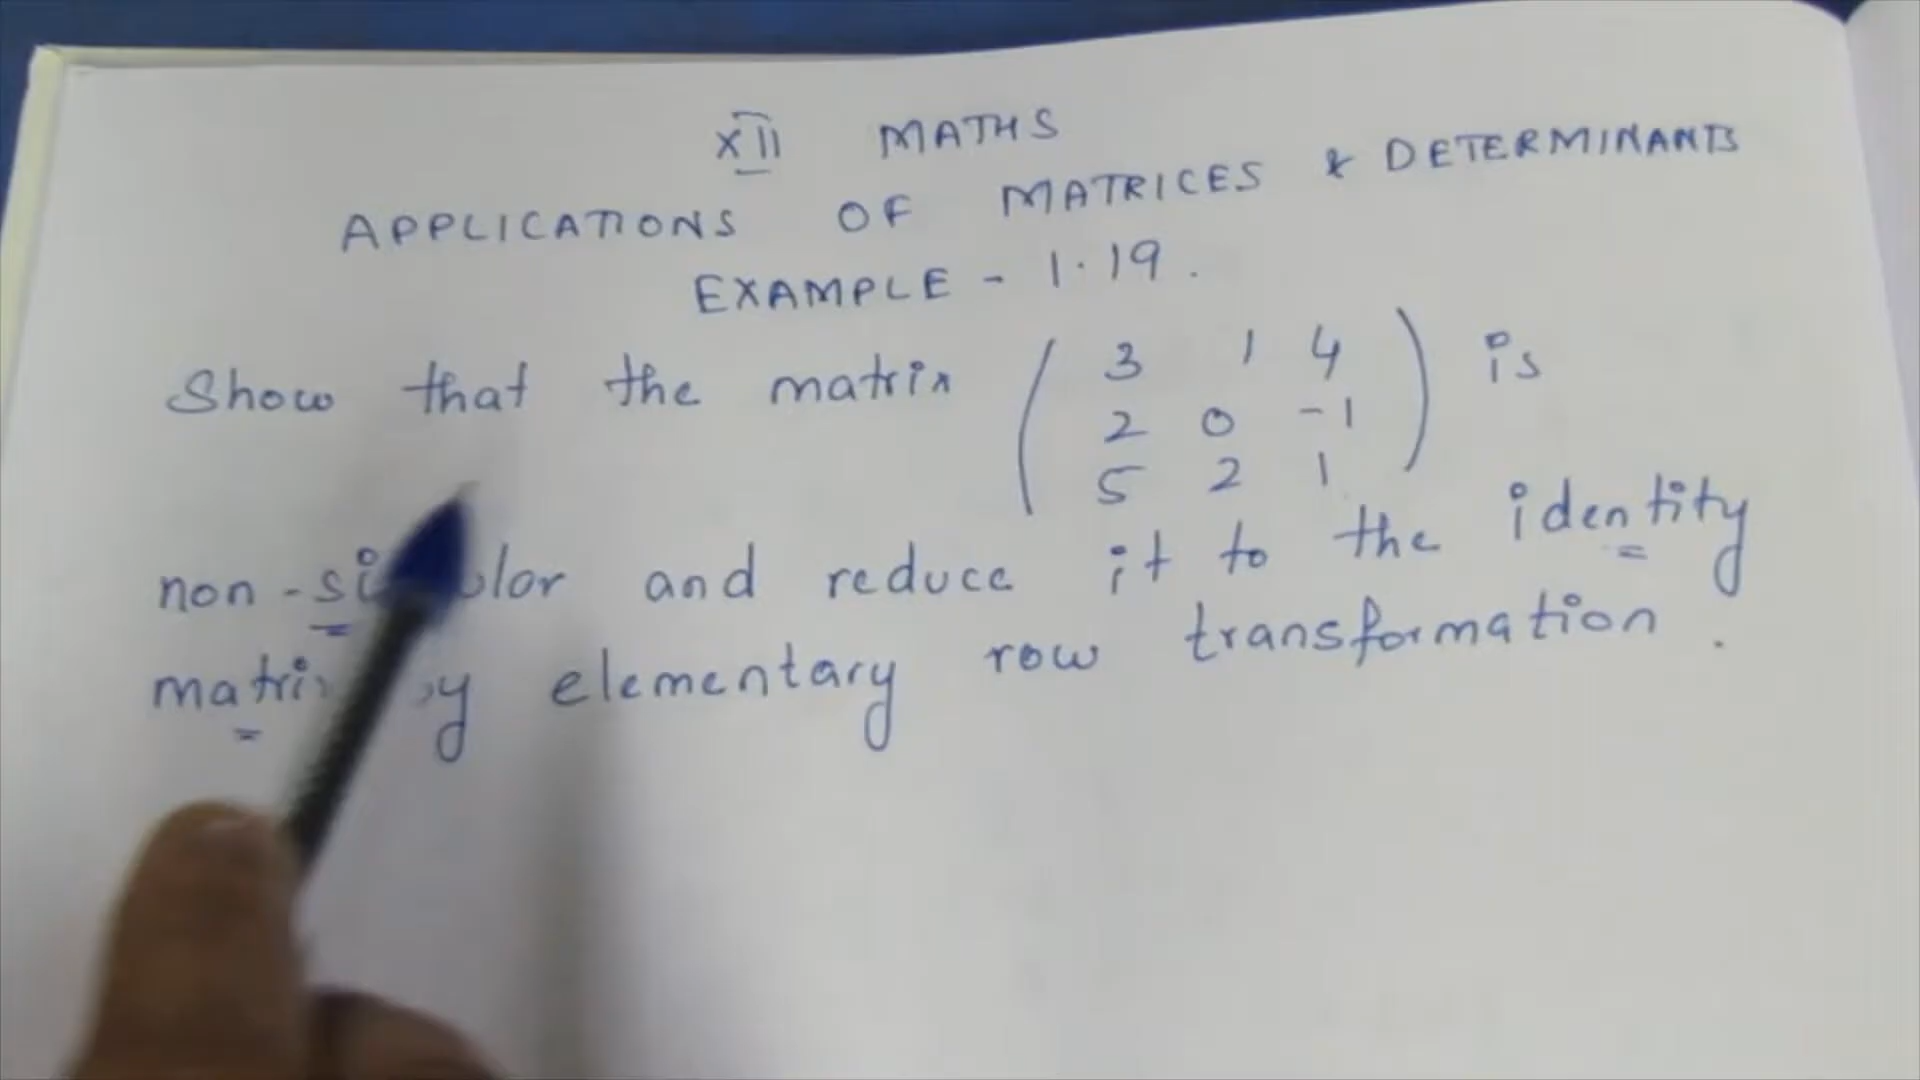 XII MATHS
APPLICATIONS OF MATRICES & DETERMINANTS
EXAMPLE - 1.19.
Show that the matrix ( 3 1 4 ) is
2 0 -1
5 2 1
and reduce it to the identity
by elementary row transformation.